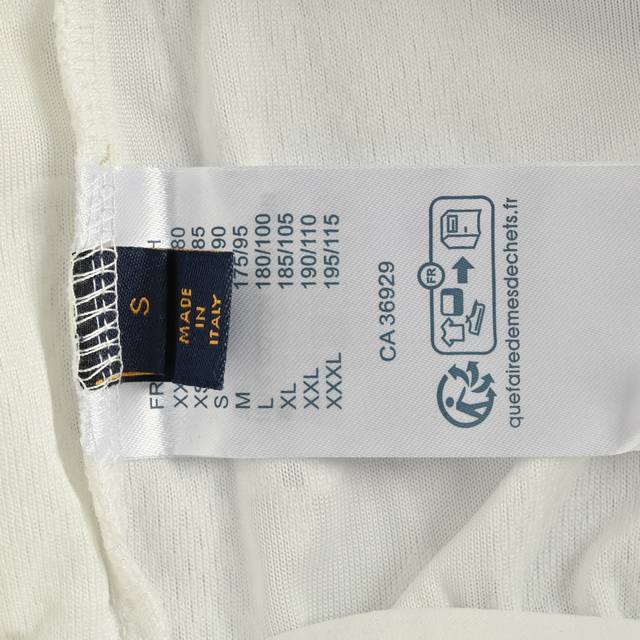 S
MADE
IN
ITALY
FR
S
M 175/95
L 180/100
XL 185/105
XXL 190/110
XXXL 195/115
CA 36929
FR
quefairedemesdechets.fr